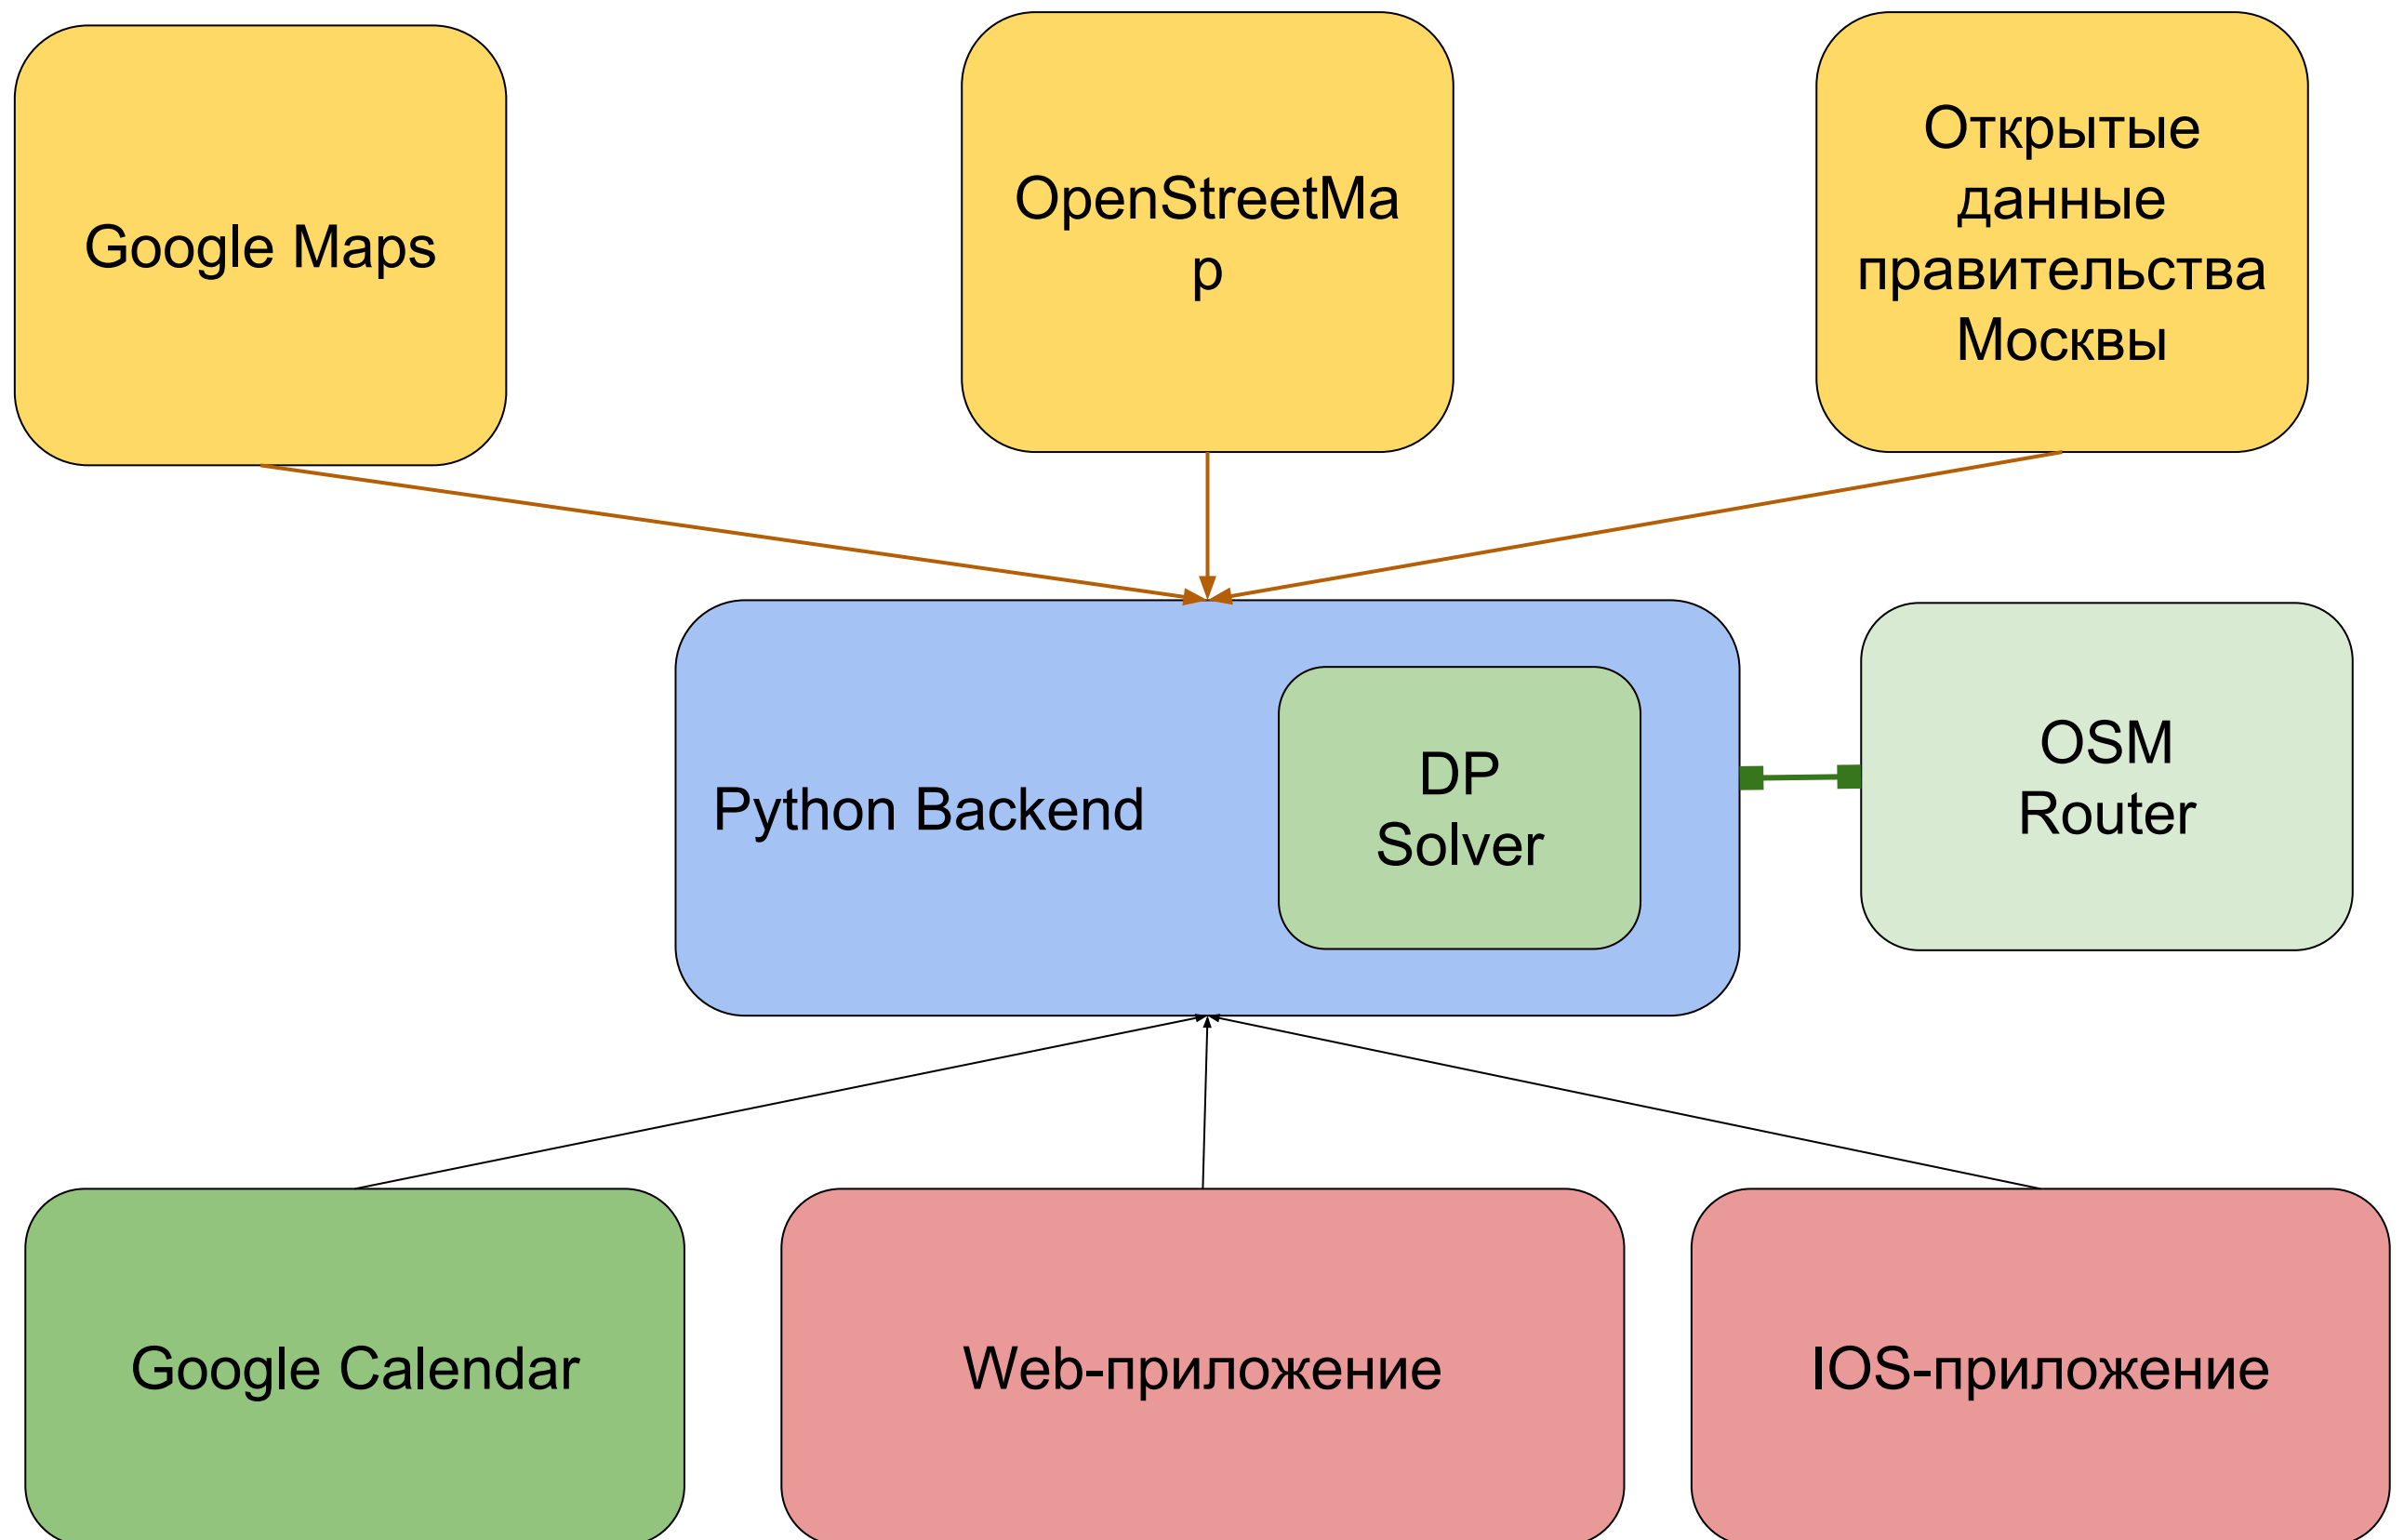 Google Maps
OpenStreetMa
p
Открытые
данные
правительства
Москвы
Python Backend
DP
Solver
OSM
Router
Google Calendar
Web-приложение
IOS-приложение